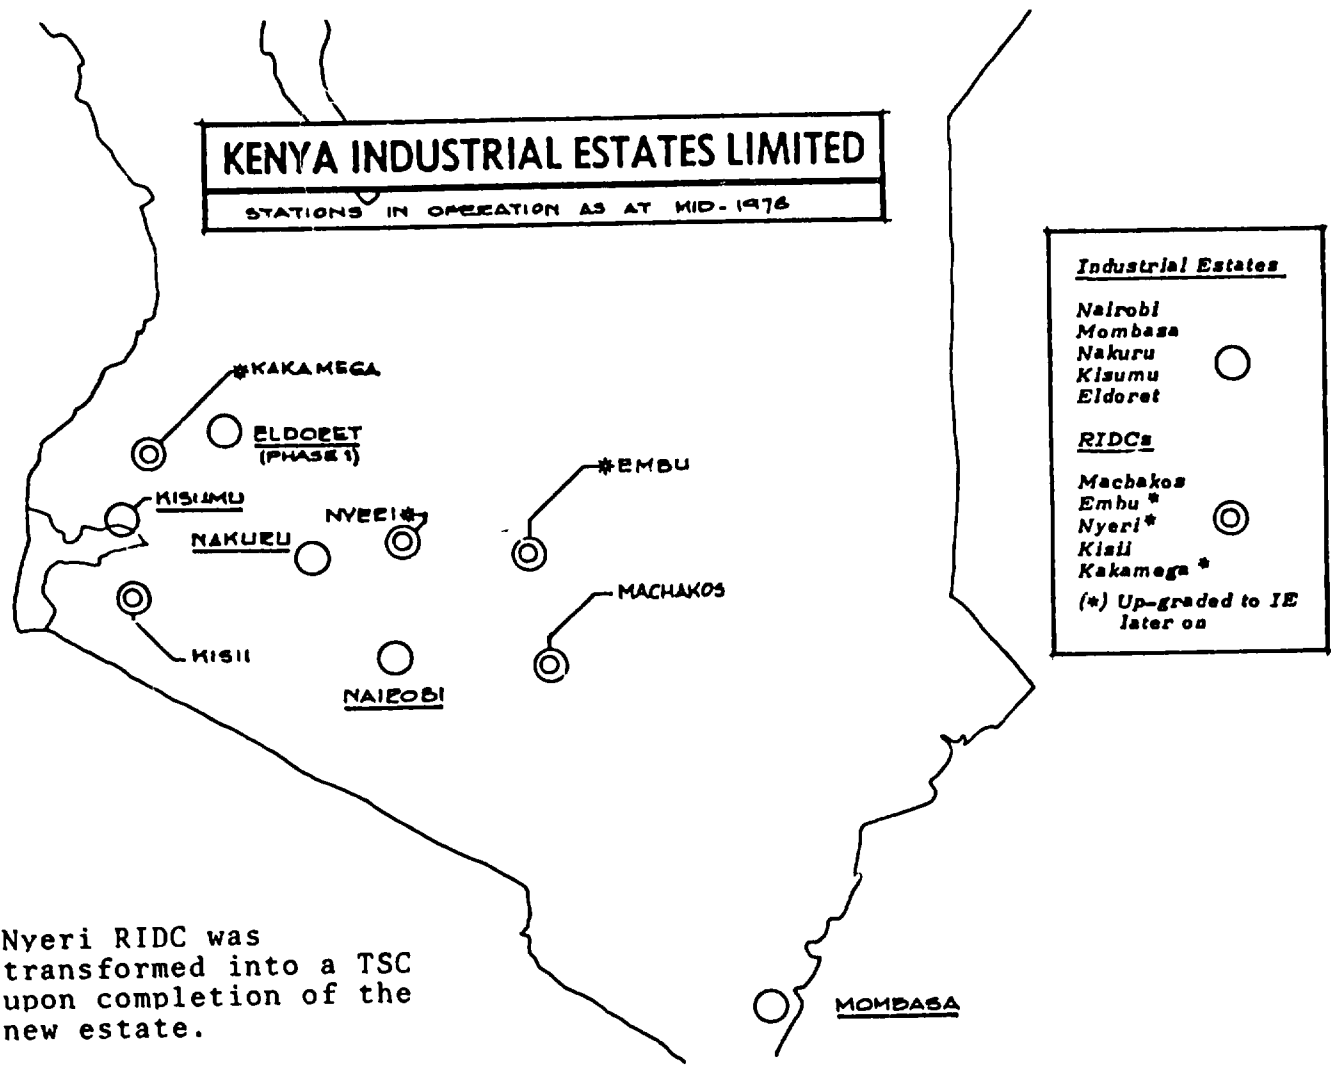 KENYA INDUSTRIAL ESTATES LIMITED
STATIONS IN OPERATION AS AT MID-1978
Industrial Estates
Nairobi
Mombasa
Nakuru
Kisumu
Eldoret
RIDCs
Machakos
Embu *
Nyeri *
Kisii
Kakamega *
(*) Up-graded to IE
later on
*KAKAMEGA
ELDORET
(PHASE 1)
*EMBU
KISUMU
NYERI*
NAKURU
MACHAKOS
KISII
NAIROBI
MOMBASA
Nyeri RIDC was
transformed into a TSC
upon completion of the
new estate.